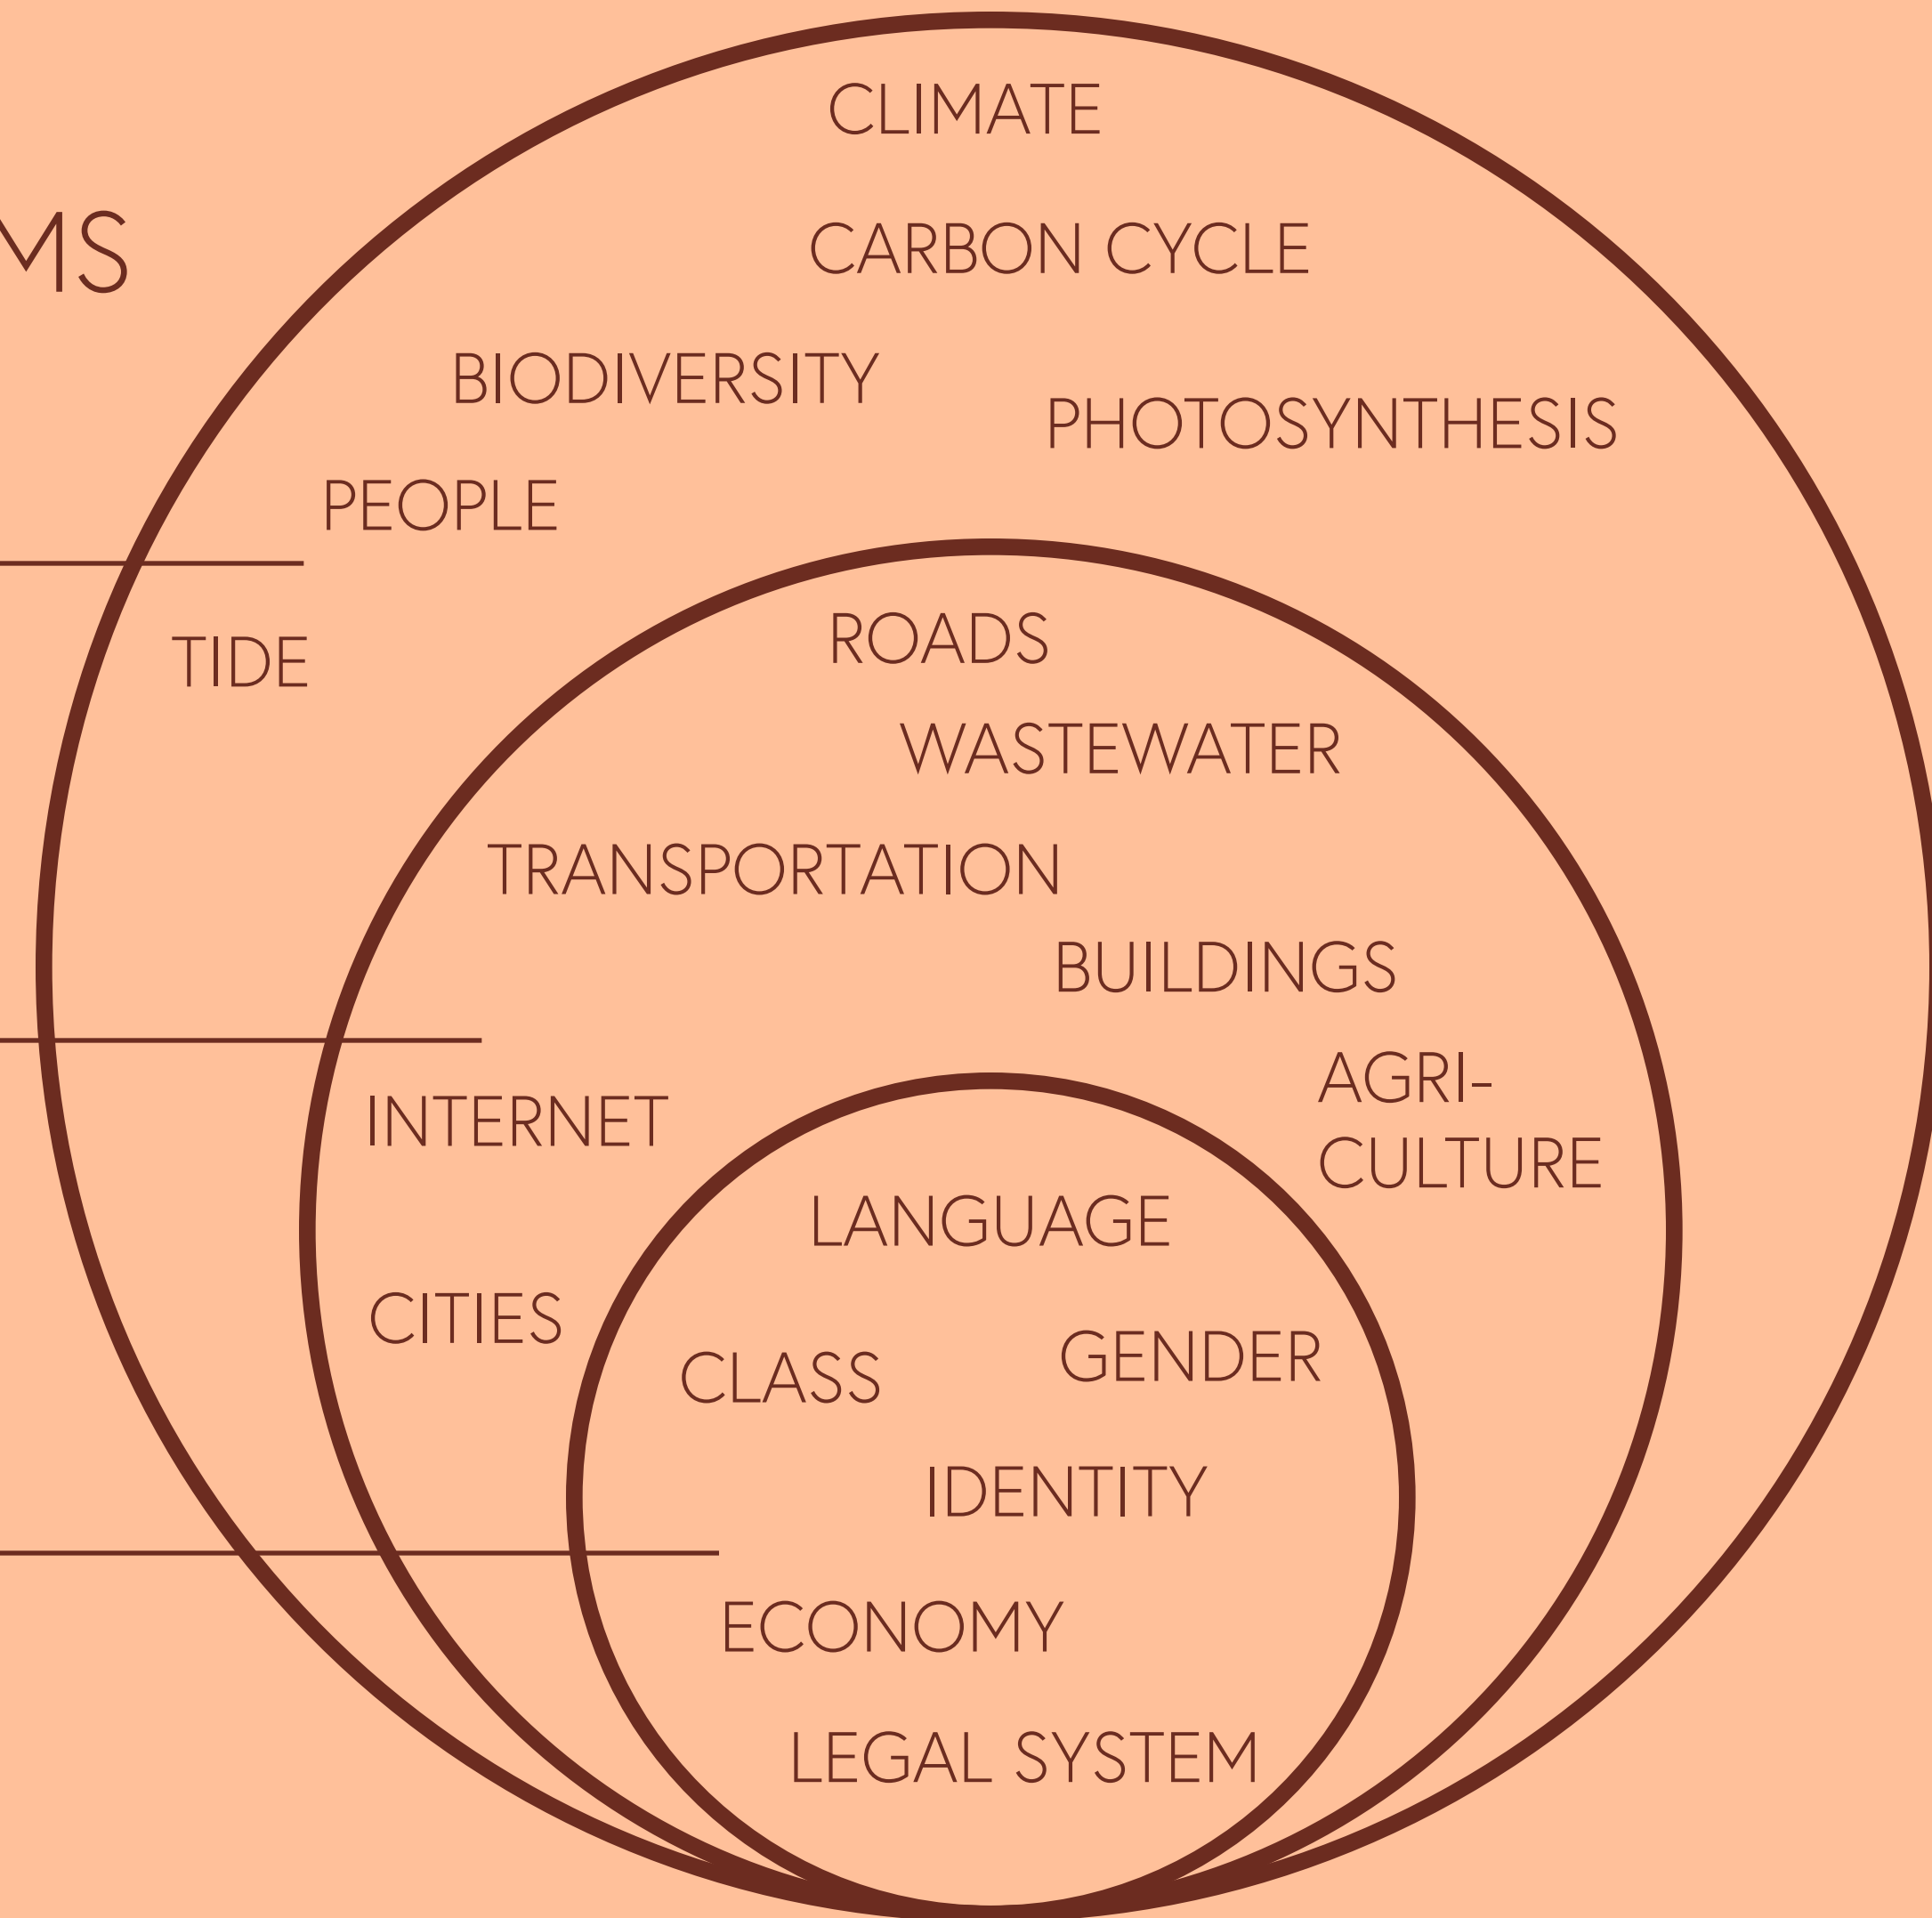 CLIMATE
MS
CARBON CYCLE
BIODIVERSITY
PHOTOSYNTHESIS
PEOPLE
TIDE
ROADS
WASTEWATER
TRANSPORTATION
BUILDINGS
AGRI-
CULTURE
INTERNET
LANGUAGE
CITIES
CLASS
GENDER
IDENTITY
ECONOMY
LEGAL SYSTEM